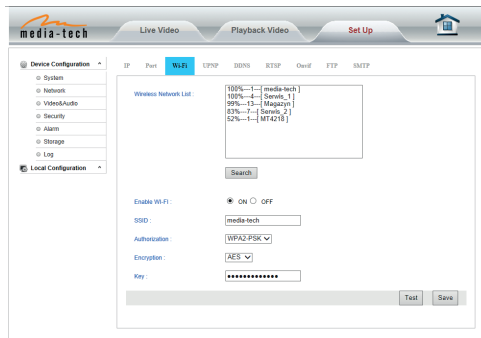 media-tech
Live Video Playback Video Set Up
Device Configuration
System
Network
Video&Audio
Security
Alarm
Storage
Log
Local Configuration
IP Port Wi-Fi UPNP DDNS RTSP Onvif FTP SMTP
Wireless Network List :
100%---1---[ media-tech ]
100%---4---[ Serwis_1 ]
99%---13---[ Magazyn ]
83%---7---[ Serwis_2 ]
52%---1---[ MT4218 ]
Search
Enable WI-FI : ON OFF
SSID : media-tech
Authorization : WPA2-PSK
Encryption : AES
Key : •••••••••••••
Test Save